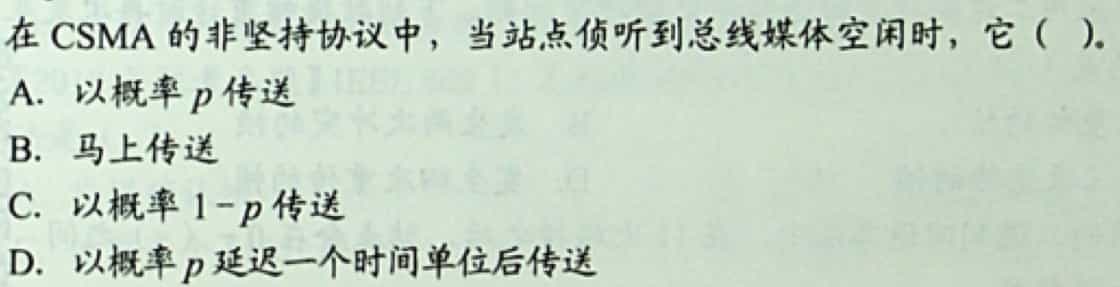 在 CSMA 的非坚持协议中，当站点侦听到总线媒体空闲时，它（ ）。
A. 以概率 p 传送
B. 马上传送
C. 以概率 1-p 传送
D. 以概率 p 延迟一个时间单位后传送